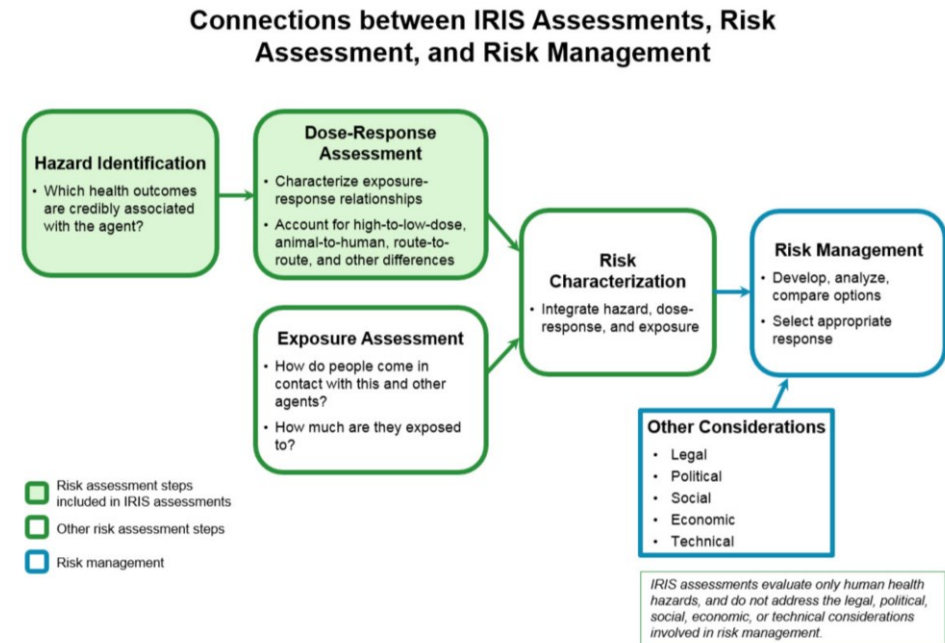 Connections between IRIS Assessments, Risk
Assessment, and Risk Management
Hazard Identification
• Which health outcomes
are credibly associated
with the agent?
Dose-Response
Assessment
• Characterize exposure-
response relationships
• Account for high-to-low-dose,
animal-to-human, route-to-
route, and other differences
Exposure Assessment
• How do people come in
contact with this and other
agents?
• How much are they exposed
to?
Risk
Characterization
• Integrate hazard, dose-
response, and exposure
Risk Management
• Develop, analyze,
compare options
• Select appropriate
response
Other Considerations
• Legal
• Political
• Social
• Economic
• Technical
Risk assessment steps
included in IRIS assessments
Other risk assessment steps
Risk management
IRIS assessments evaluate only human health
hazards, and do not address the legal, political,
social, economic, or technical considerations
involved in risk management.